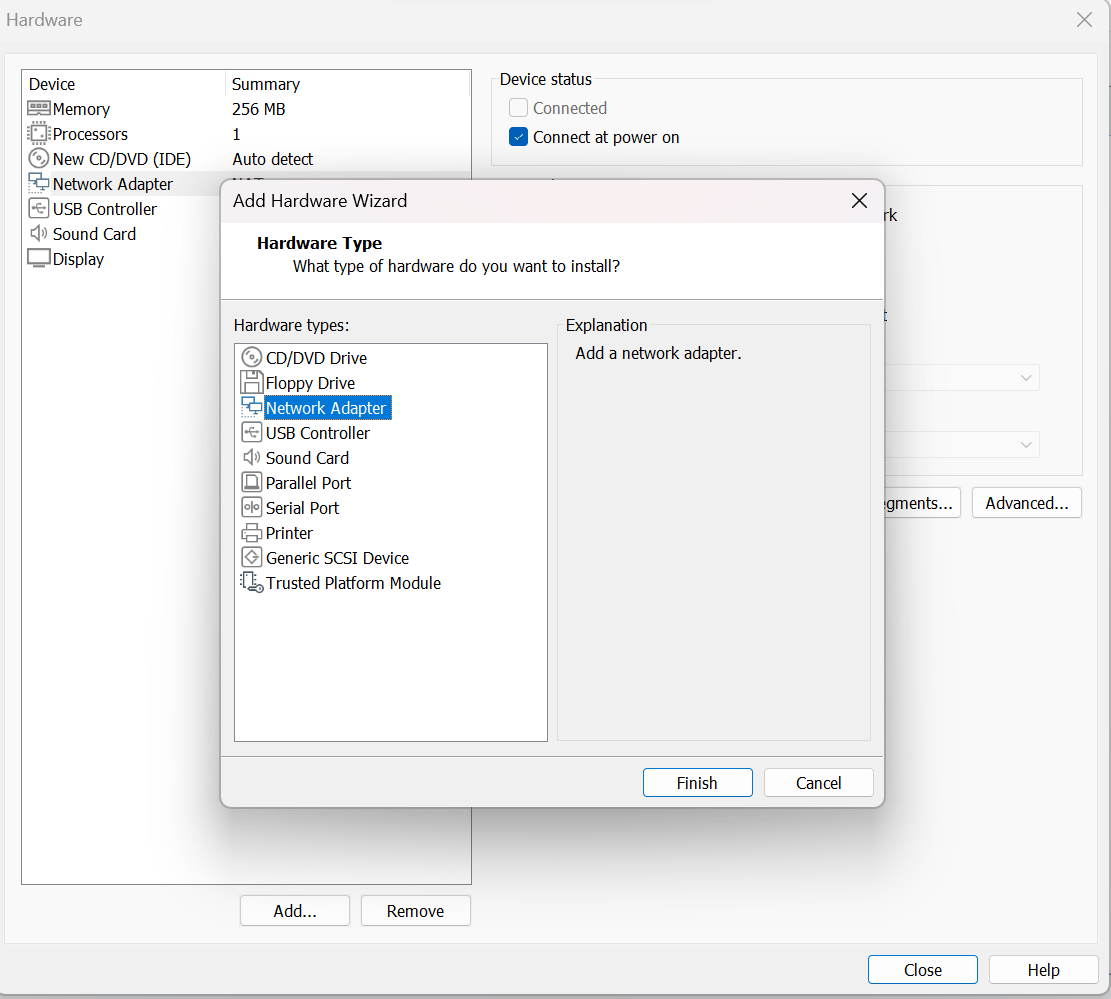 Hardware
Device Summary
Memory 256 MB
Processors 1
New CD/DVD (IDE) Auto detect
Network Adapter
USB Controller
Sound Card
Display
Add... Remove
Device status
Connected
Connect at power on
Advanced...
Close Help
Add Hardware Wizard
Hardware Type
What type of hardware do you want to install?
Hardware types:
CD/DVD Drive
Floppy Drive
Network Adapter
USB Controller
Sound Card
Parallel Port
Serial Port
Printer
Generic SCSI Device
Trusted Platform Module
Explanation
Add a network adapter.
Finish Cancel